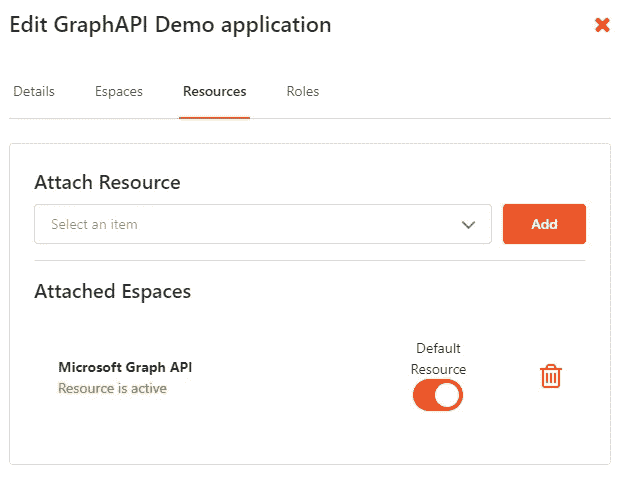 Edit GraphAPI Demo application
Details Espaces Resources Roles
Attach Resource
Select an item Add
Attached Espaces
Default
Microsoft Graph API Resource
Resource is active